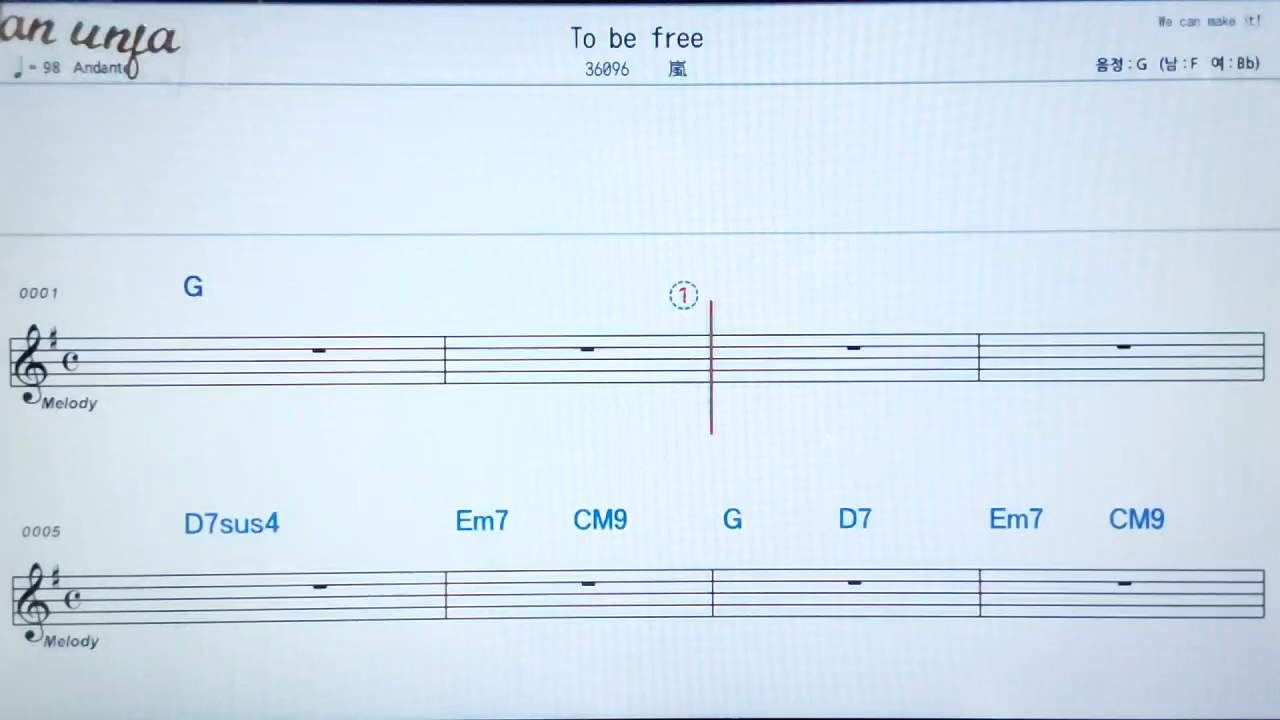 an unja
To be free
We can make it!
♩= 98 Andante
36096 嵐
음정 : G (남 : F 여 : Bb)
0001 G 1
Melody
0005 D7sus4 Em7 CM9 G D7 Em7 CM9
Melody